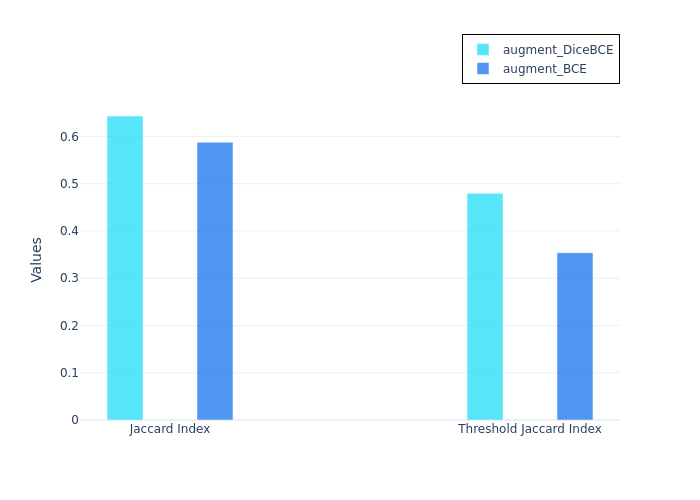 augment_DiceBCE
augment_BCE
Values
0.6
0.5
0.4
0.3
0.2
0.1
0
Jaccard Index
Threshold Jaccard Index